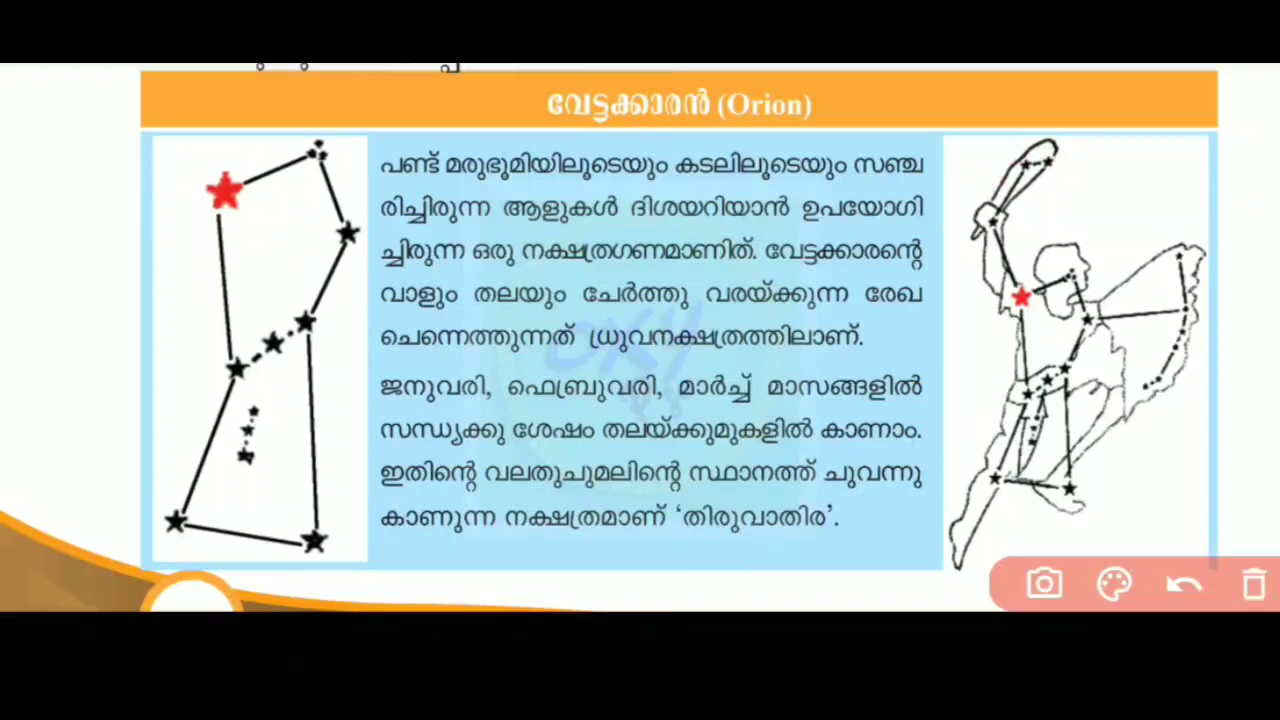 വേട്ടക്കാരൻ (Orion)
പണ്ട് മരുഭൂമിയിലൂടെയും കടലിലൂടെയും സഞ്ച
രിച്ചിരുന്ന ആളുകൾ ദിശയറിയാൻ ഉപയോഗി
ച്ചിരുന്ന ഒരു നക്ഷത്രഗണമാണിത്. വേട്ടക്കാരന്റെ
വാളും തലയും ചേർത്തു വരയ്ക്കുന്ന രേഖ
ചെന്നെത്തുന്നത് ധ്രുവനക്ഷത്രത്തിലാണ്.
ജനുവരി, ഫെബ്രുവരി, മാർച്ച് മാസങ്ങളിൽ
സന്ധ്യക്കു ശേഷം തലയ്ക്കുമുകളിൽ കാണാം.
ഇതിന്റെ വലതുചുമലിന്റെ സ്ഥാനത്ത് ചുവന്നു
കാണുന്ന നക്ഷത്രമാണ് ‘തിരുവാതിര’.